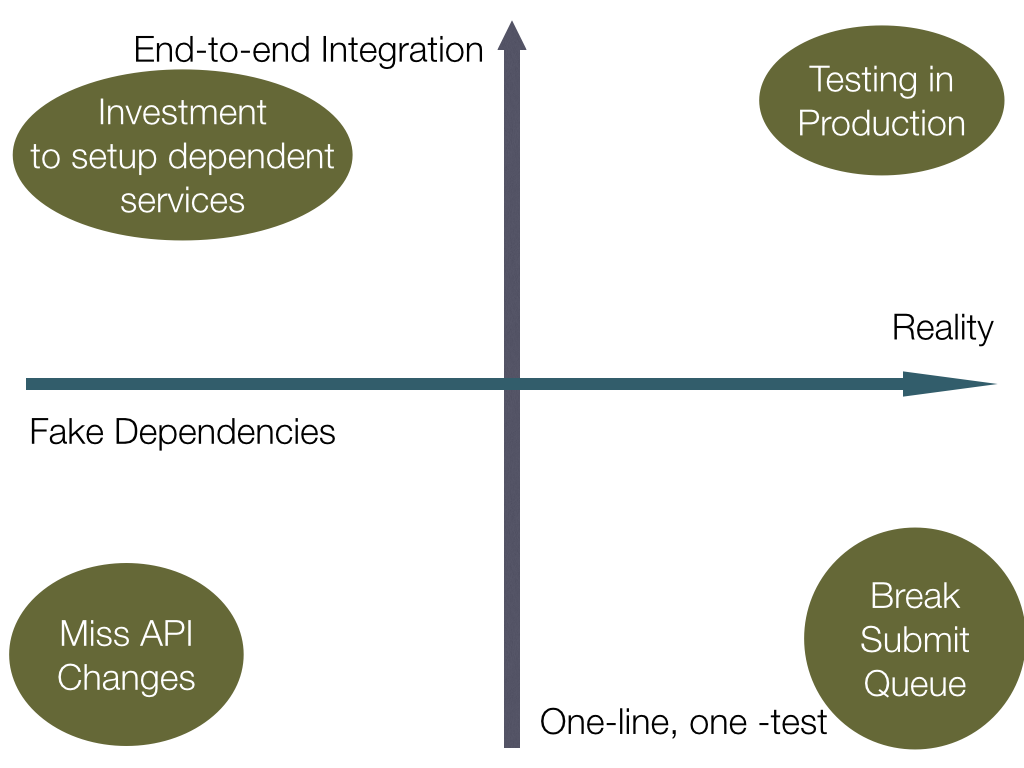 End-to-end Integration
Investment
to setup dependent
services
Testing in
Production
Reality
Fake Dependencies
Miss API
Changes
Break
Submit
Queue
One-line, one -test